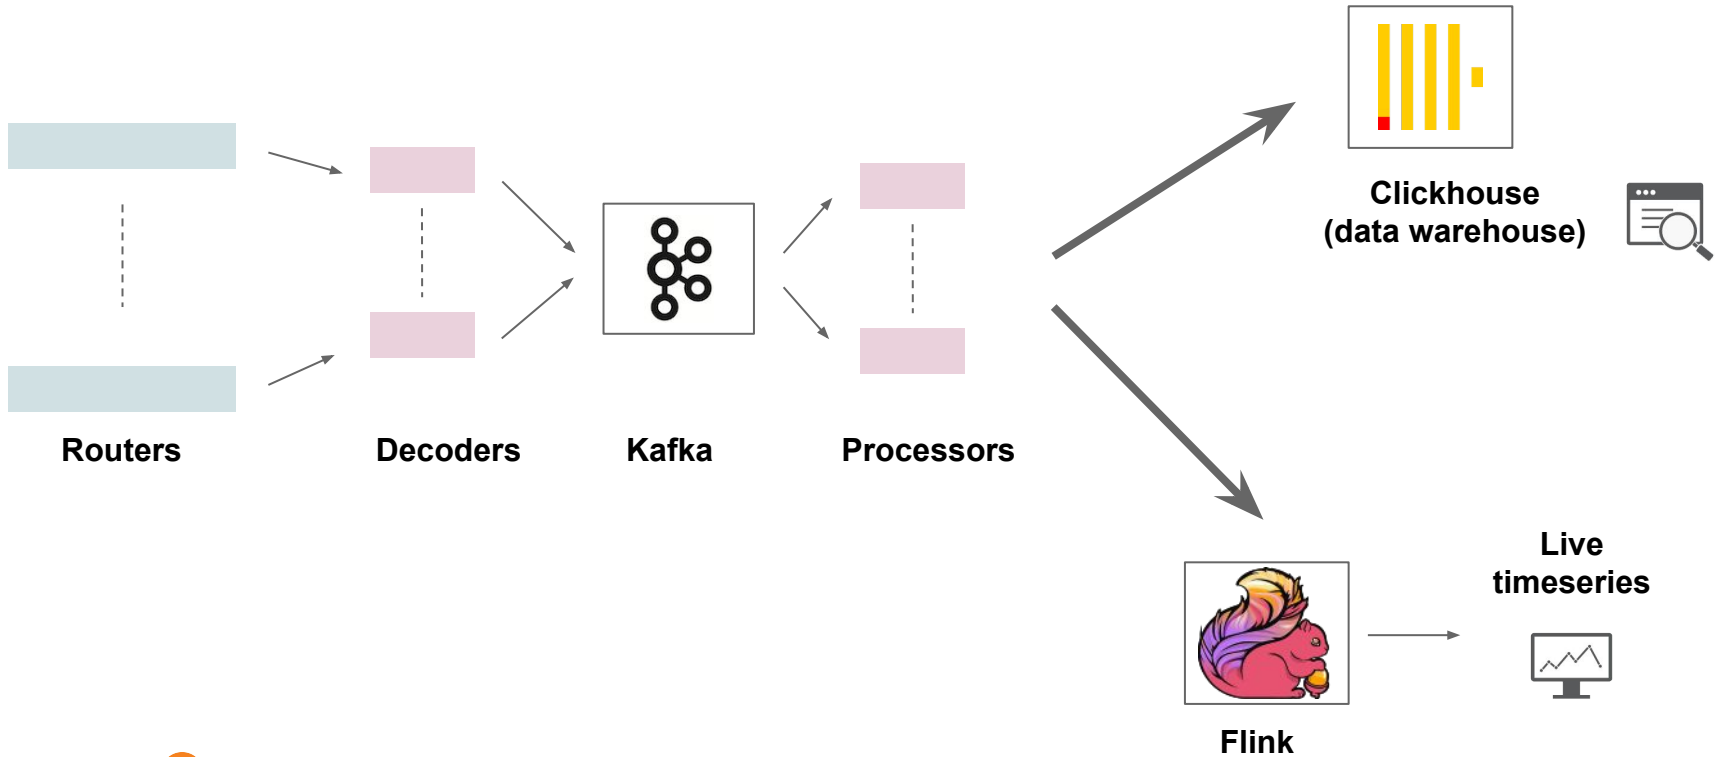 Clickhouse
(data warehouse)
Routers
Decoders
Kafka
Processors
Live
timeseries
Flink